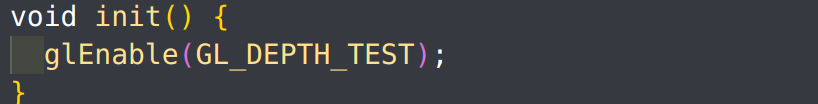 void init() {
  glEnable(GL_DEPTH_TEST);
}